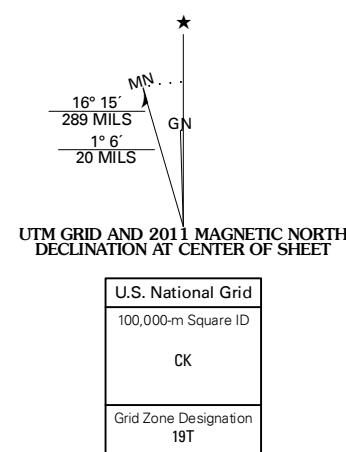 MN
GN
16° 15´
289 MILS
1° 6´
20 MILS
UTM GRID AND 2011 MAGNETIC NORTH
DECLINATION AT CENTER OF SHEET
U.S. National Grid
100,000-m Square ID
CK
Grid Zone Designation
19T